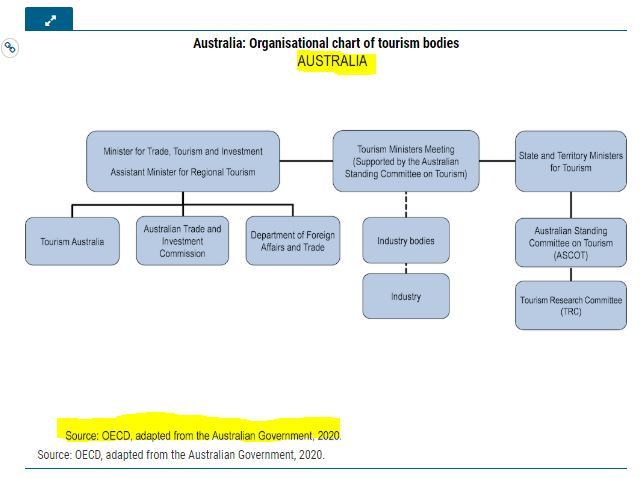 Australia: Organisational chart of tourism bodies
AUSTRALIA
Minister for Trade, Tourism and Investment
Assistant Minister for Regional Tourism
Tourism Ministers Meeting
(Supported by the Australian
Standing Committee on Tourism)
State and Territory Ministers
for Tourism
Tourism Australia
Australian Trade and
Investment
Commission
Department of Foreign
Affairs and Trade
Industry bodies
Australian Standing
Committee on Tourism
(ASCOT)
Industry
Tourism Research Committee
(TRC)
Source: OECD, adapted from the Australian Government, 2020.
Source: OECD, adapted from the Australian Government, 2020.